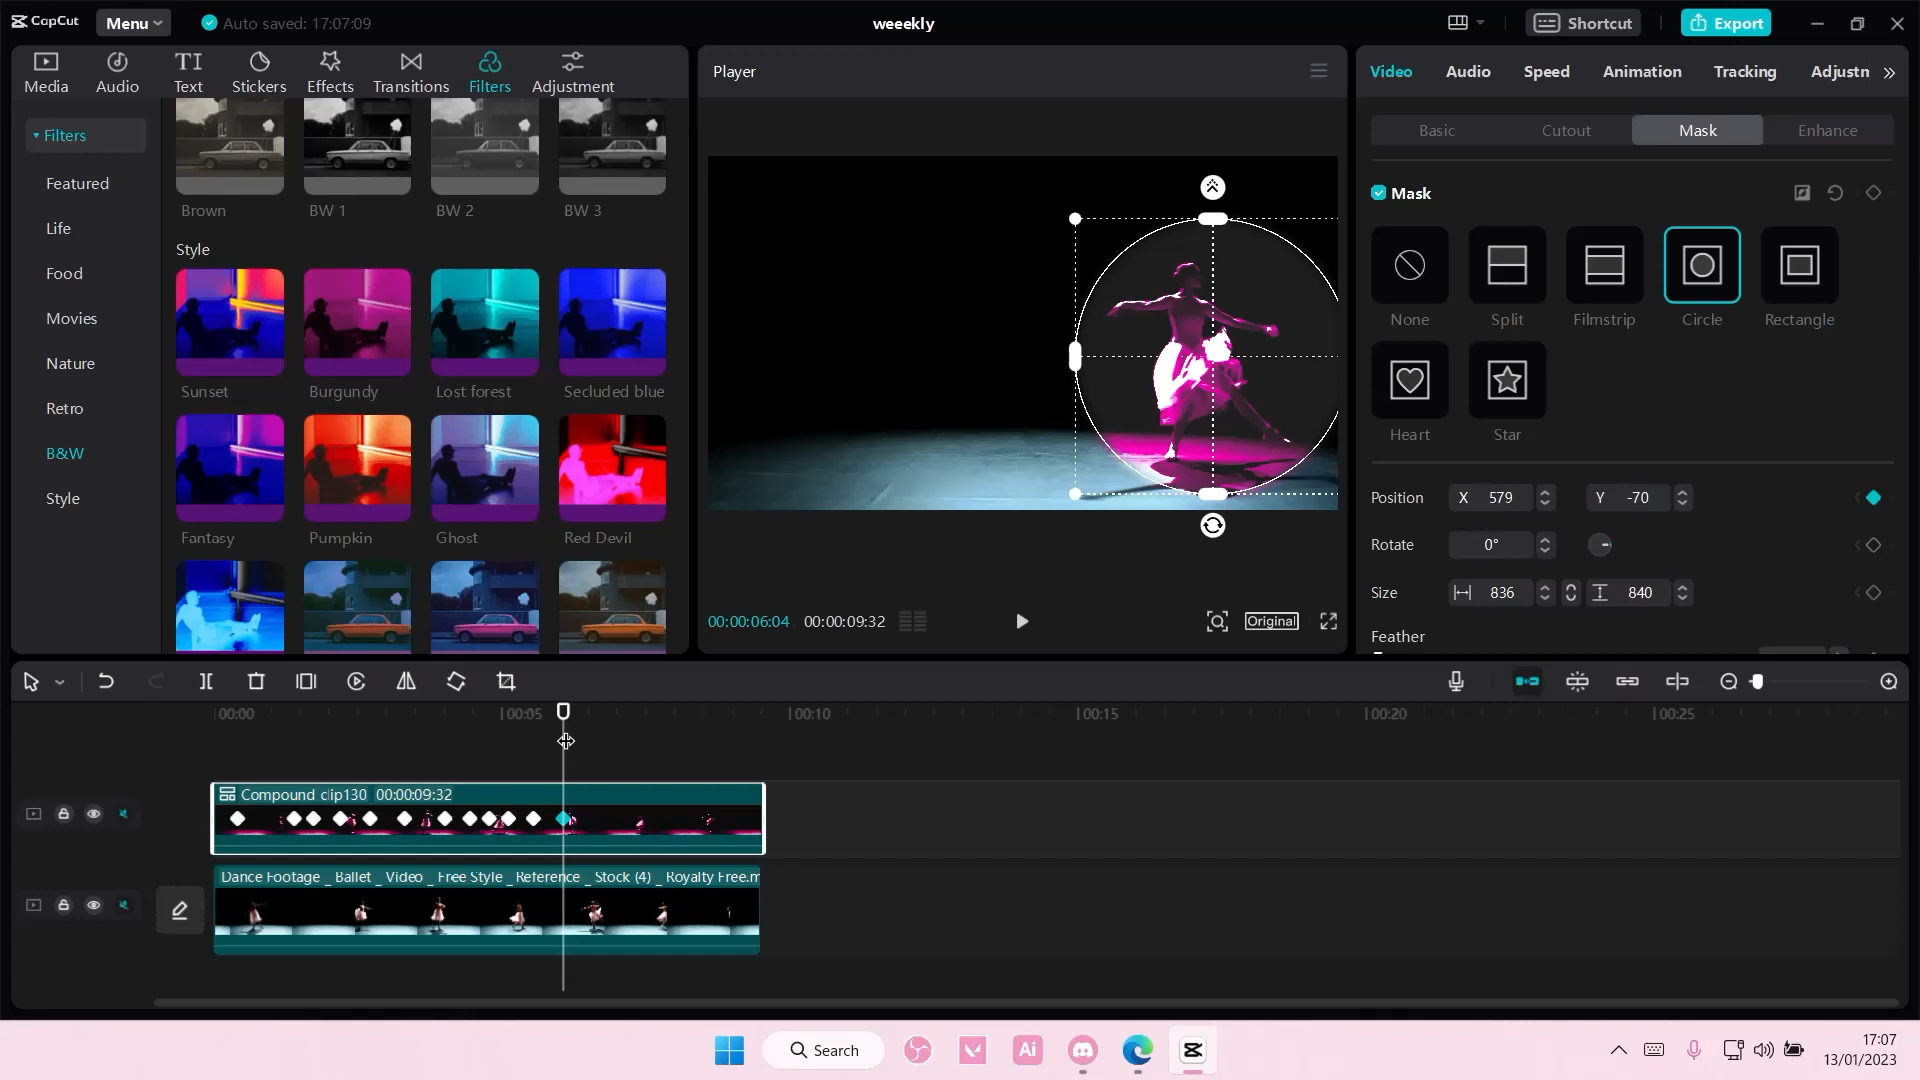 CapCut
Menu
Auto saved: 17:07:09
weeekly
Shortcut
Export
Media
Audio
Text
Stickers
Effects
Transitions
Filters
Adjustment
Filters
Featured
Life
Food
Movies
Nature
Retro
B&W
Style
Brown
BW 1
BW 2
BW 3
Style
Sunset
Burgundy
Lost forest
Secluded blue
Fantasy
Pumpkin
Ghost
Red Devil
Player
00:00:06:04
00:00:09:32
Original
Video
Audio
Speed
Animation
Tracking
Adjustn
Basic
Cutout
Mask
Enhance
Mask
None
Split
Filmstrip
Circle
Rectangle
Heart
Star
Position
X 579
Y -70
Rotate
0°
Size
836
840
Feather
00:00
00:05
00:10
00:15
00:20
00:25
Compound clip130 00:00:09:32
Dance Footage _ Ballet _ Video _ Free Style _Reference _ Stock (4) _ Royalty Free.m
Search
Ai
17:07
13/01/2023